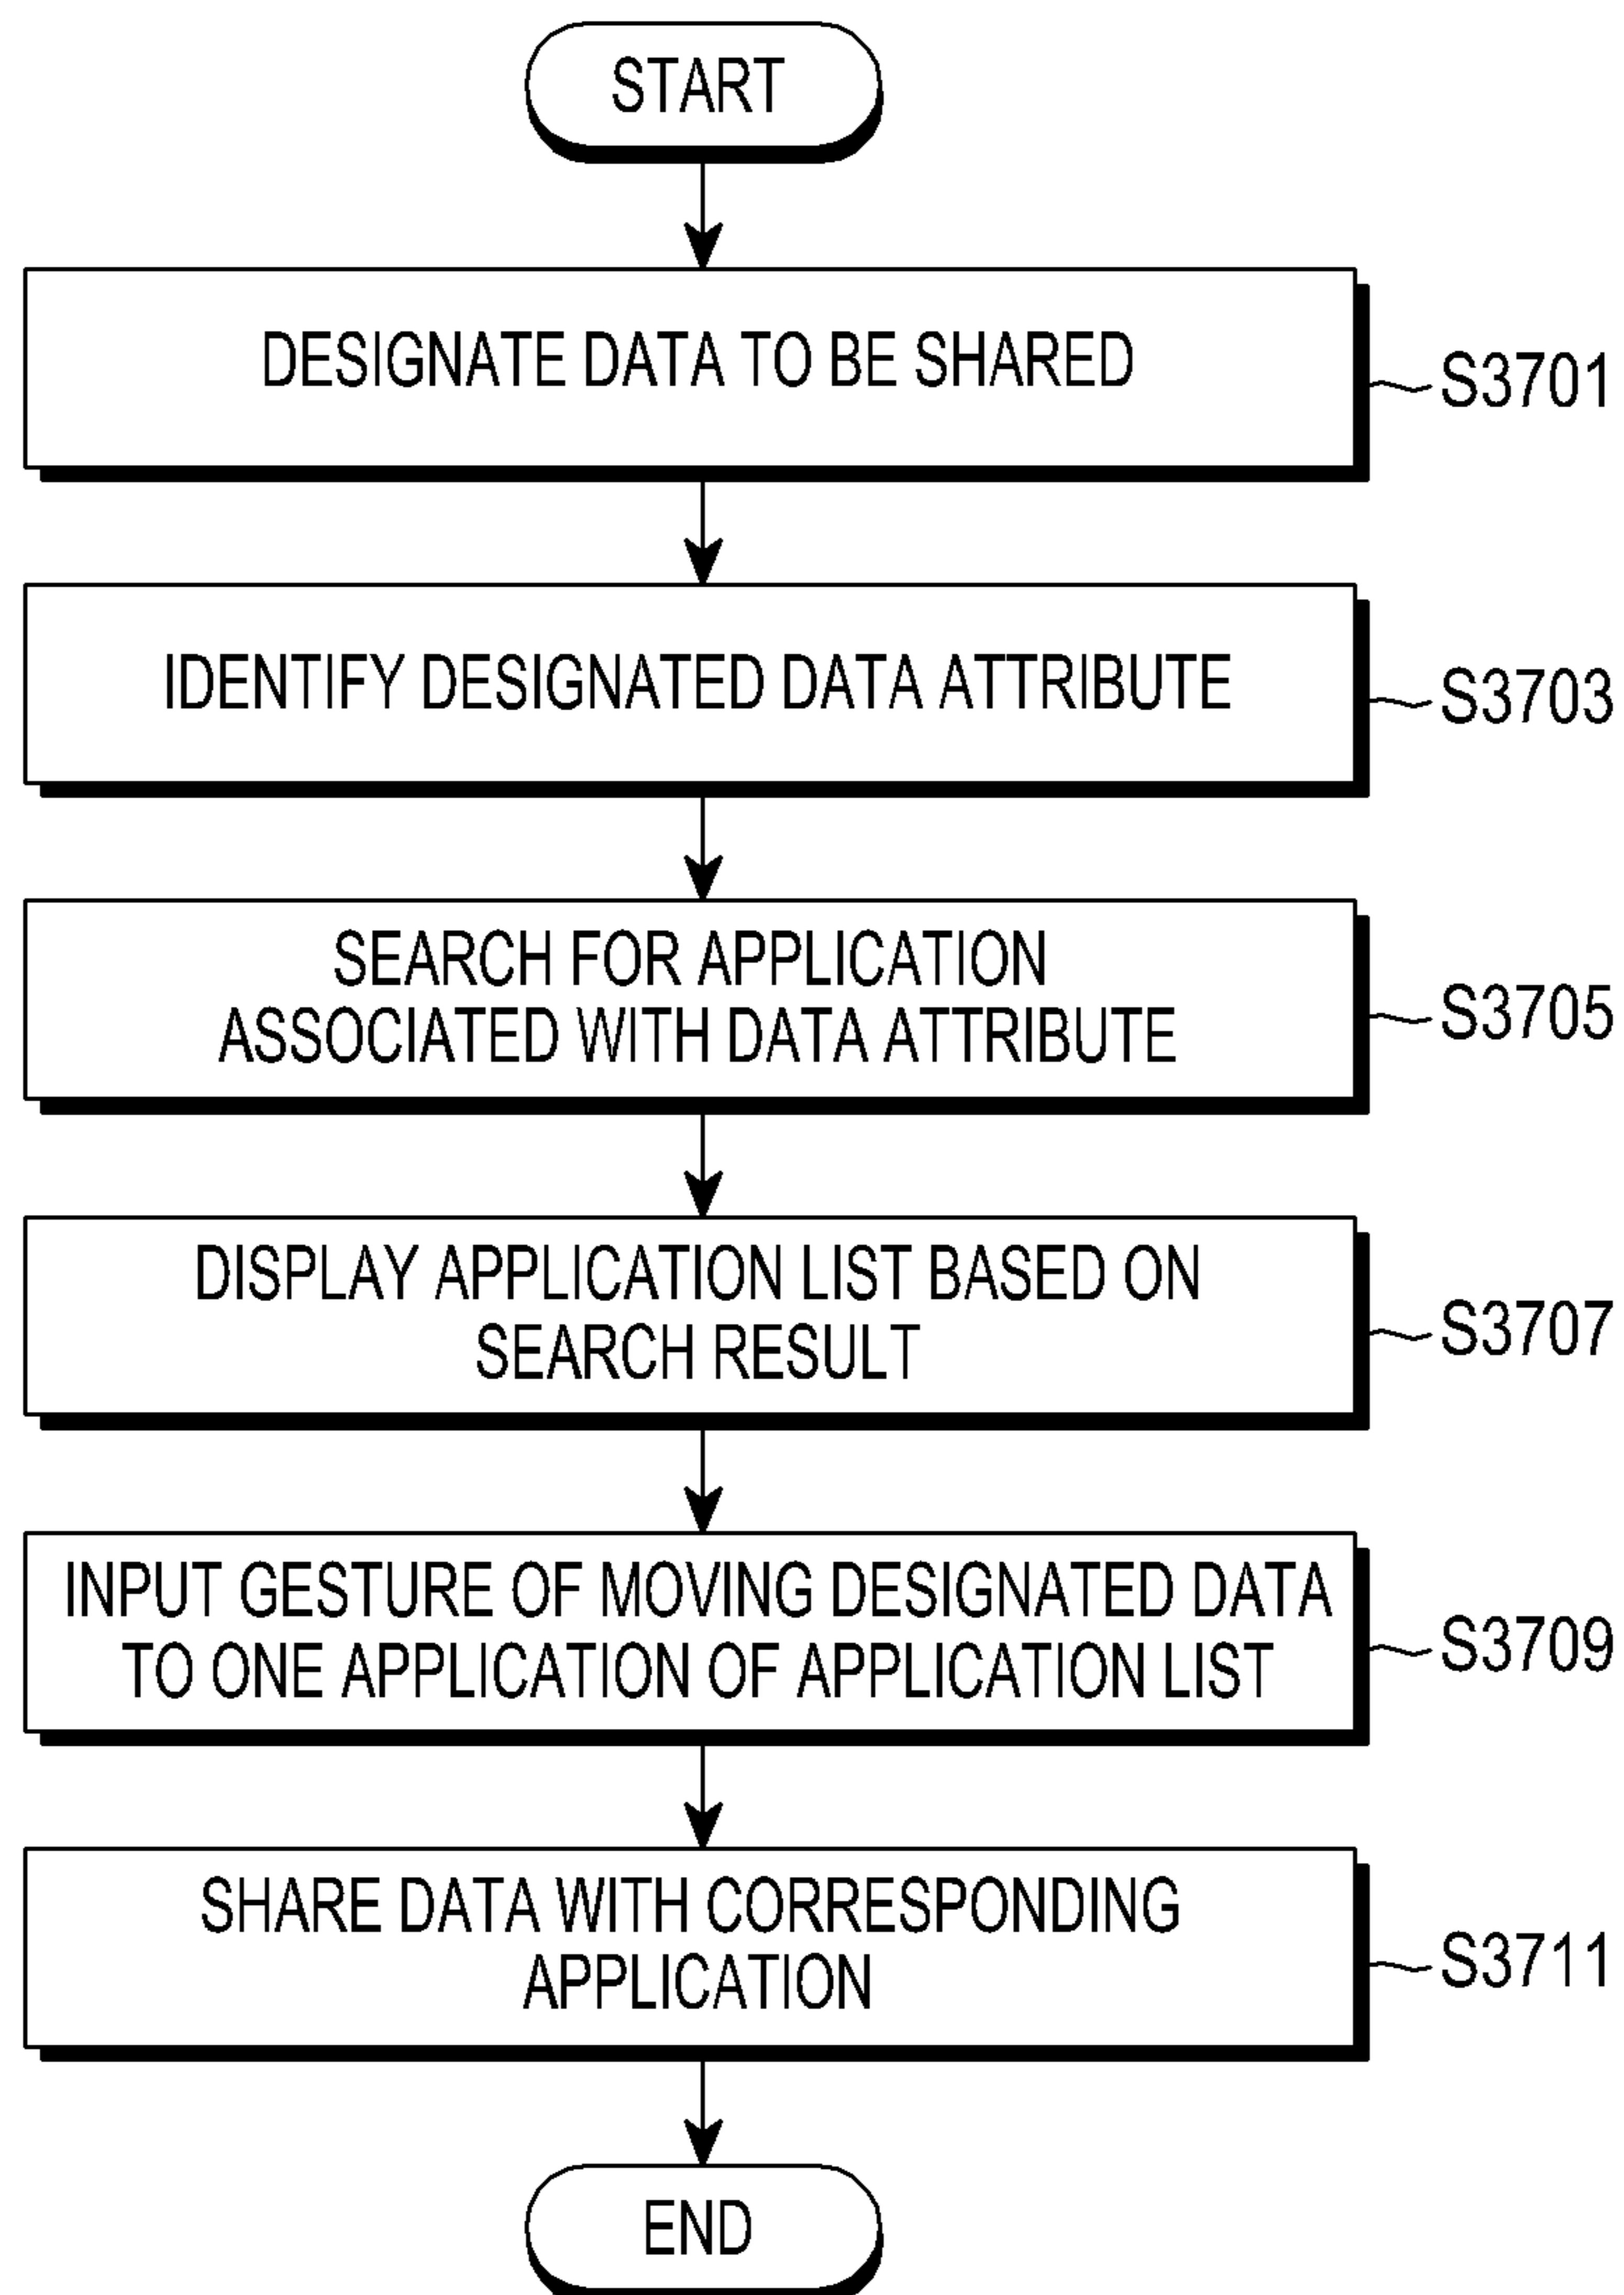 START
DESIGNATE DATA TO BE SHARED
S3701
IDENTIFY DESIGNATED DATA ATTRIBUTE
S3703
SEARCH FOR APPLICATION
ASSOCIATED WITH DATA ATTRIBUTE
S3705
DISPLAY APPLICATION LIST BASED ON
SEARCH RESULT
S3707
INPUT GESTURE OF MOVING DESIGNATED DATA
TO ONE APPLICATION OF APPLICATION LIST
S3709
SHARE DATA WITH CORRESPONDING
APPLICATION
S3711
END